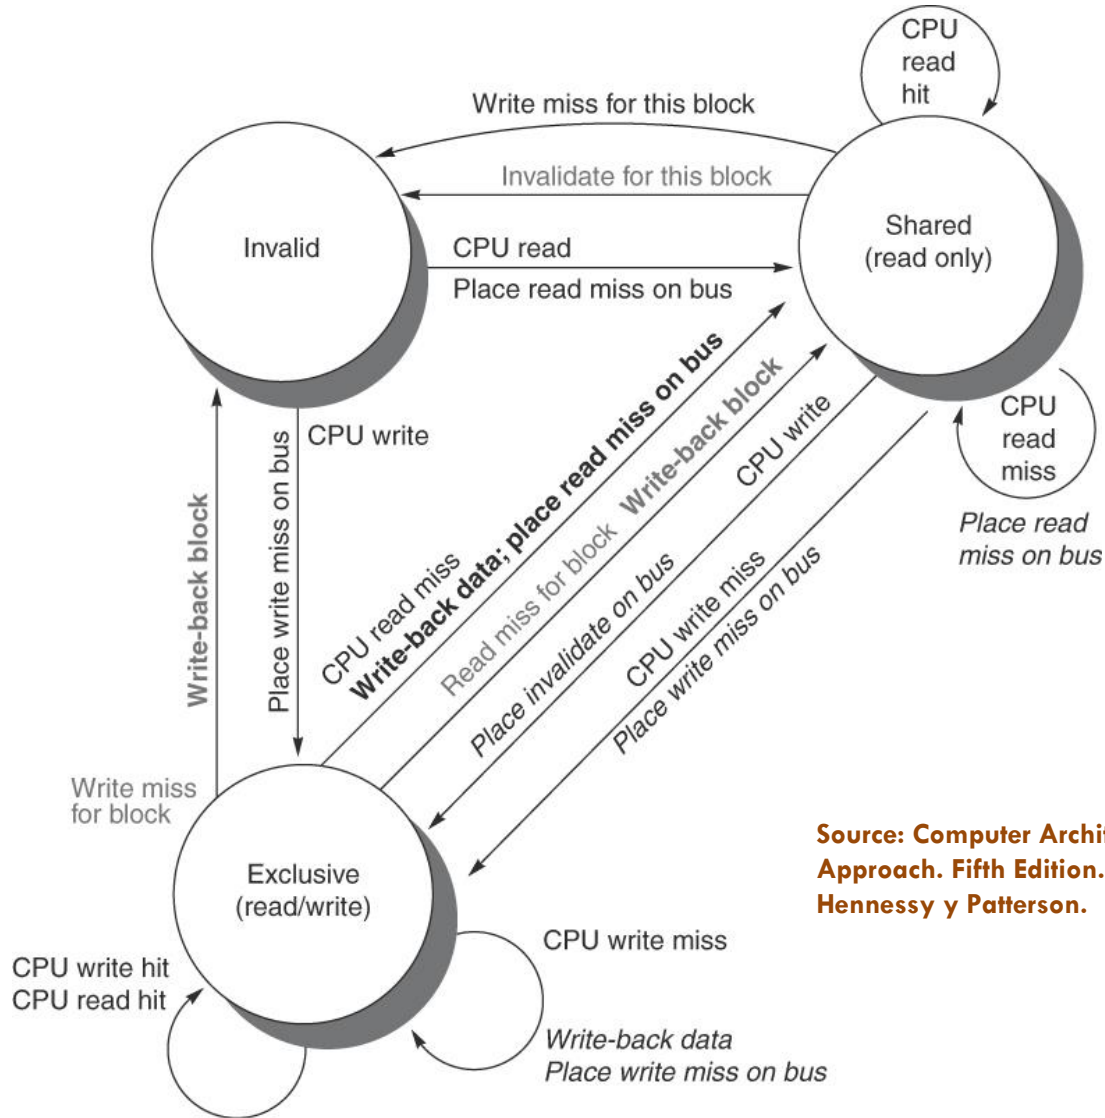 CPU
read
hit
Write miss for this block
Invalidate for this block
Invalid
Shared
(read only)
CPU read
Place read miss on bus
CPU
read
miss
Place read
miss on bus
CPU write
Place write miss on bus
Write-back block
CPU read miss
Write-back data; place read miss on bus
Read miss for block Write-back block
CPU write
Place invalidate on bus
CPU write miss
Place write miss on bus
Write miss
for block
Exclusive
(read/write)
Source: Computer Archi
Approach. Fifth Edition.
Hennessy y Patterson.
CPU write hit
CPU read hit
CPU write miss
Write-back data
Place write miss on bus